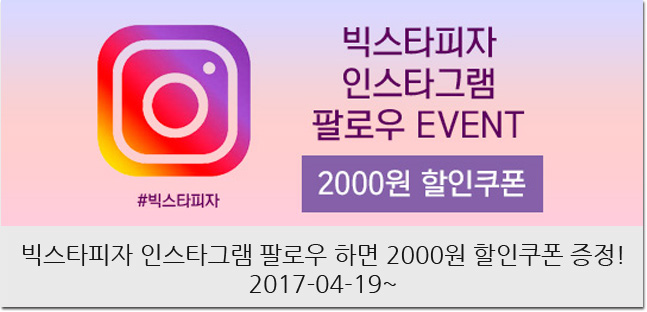 빅스타피자
인스타그램
팔로우 EVENT
2000원 할인쿠폰
#빅스타피자
빅스타피자 인스타그램 팔로우 하면 2000원 할인쿠폰 증정!
2017-04-19~